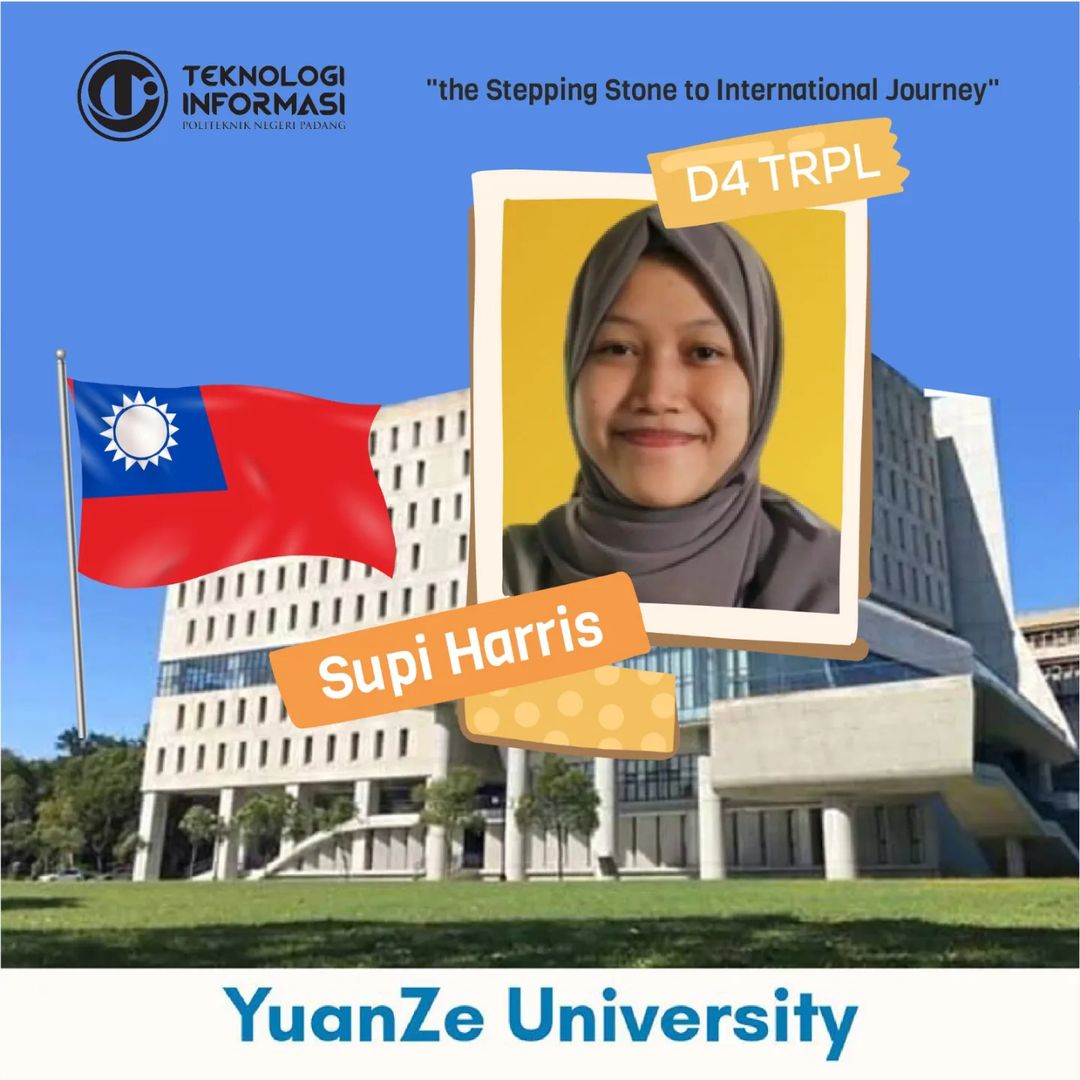 TEKNOLOGI
INFORMASI
POLITEKNIK NEGERI PADANG
"the Stepping Stone to International Journey"
D4 TRPL
Supi Harris
YuanZe University